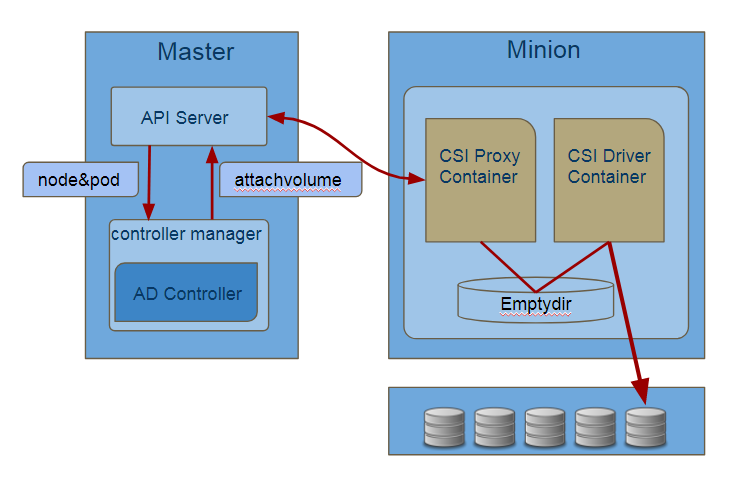 Master
API Server
node&pod
attachvolume
controller manager
AD Controller
Minion
CSI Proxy
Container
CSI Driver
Container
Emptydir